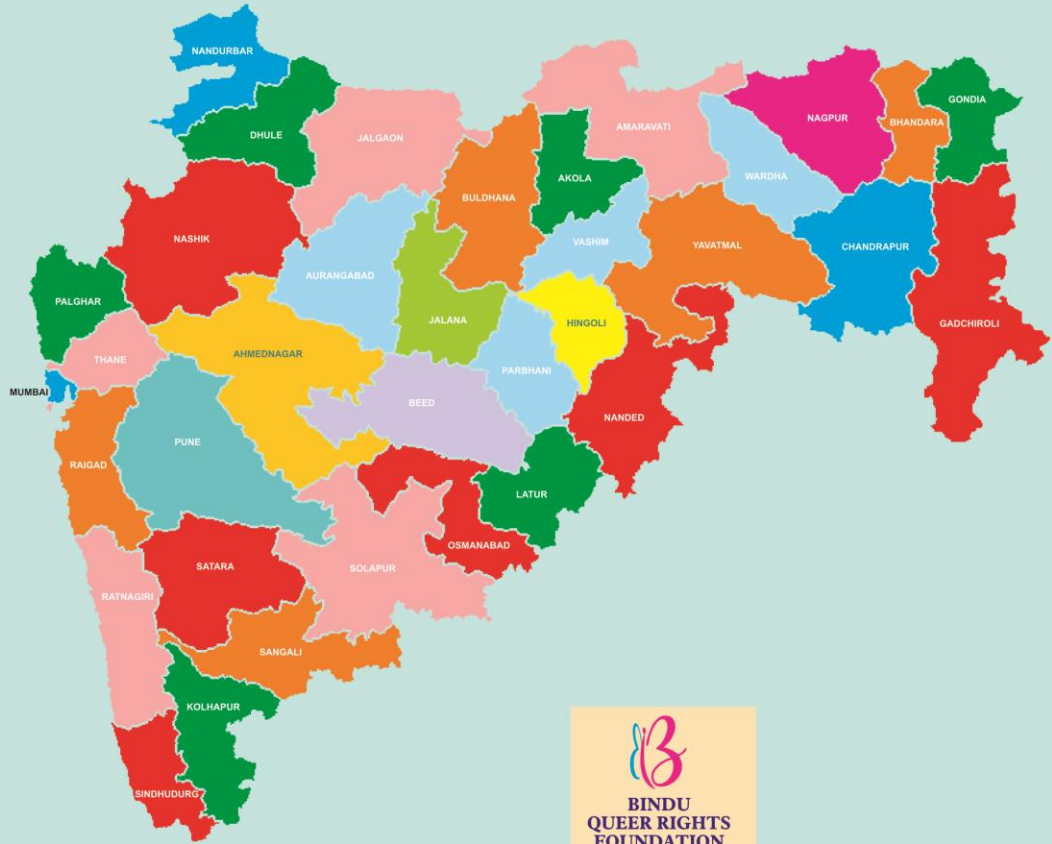 NANDURBAR
DHULE
JALGAON
AMARAVATI
NAGPUR
BHANDARA
GONDIA
BULDHANA
AKOLA
WARDHA
NASHIK
VASHIM
YAVATMAL
CHANDRAPUR
AURANGABAD
PALGHAR
JALANA
HINGOLI
GADCHIROLI
THANE
AHMEDNAGAR
PARBHANI
MUMBAI
BEED
NANDED
PUNE
RAIGAD
LATUR
OSMANABAD
SATARA
SOLAPUR
RATNAGIRI
SANGALI
KOLHAPUR
SINDHUDURG
B
BINDU
QUEER RIGHTS
FOUNDATION